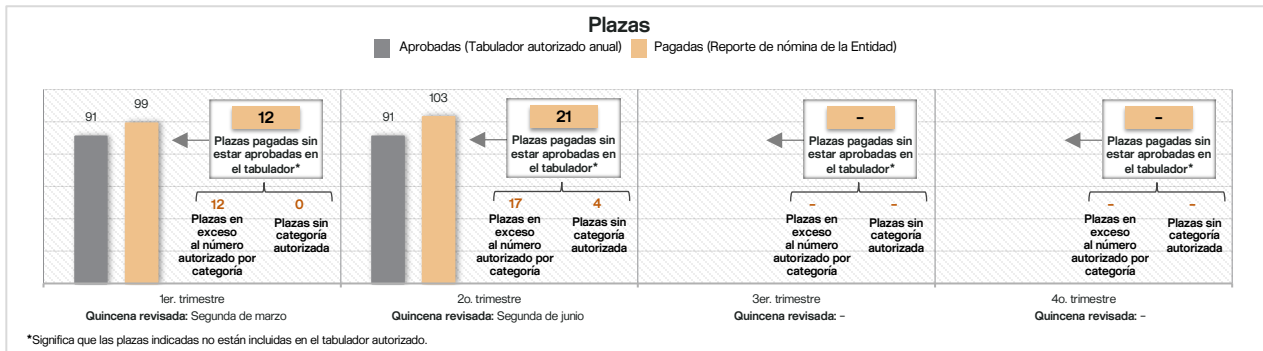 Plazas
Aprobadas (Tabulador autorizado anual)
Pagadas (Reporte de nómina de la Entidad)
91
99
12
Plazas pagadas sin
estar aprobadas en
el tabulador*
12
Plazas en
exceso
al número
autorizado por
categoría
0
Plazas sin
categoría
autorizada
1er. trimestre
Quincena revisada: Segunda de marzo
91
103
21
Plazas pagadas sin
estar aprobadas en
el tabulador*
17
Plazas en
exceso
al número
autorizado por
categoría
4
Plazas sin
categoría
autorizada
2o. trimestre
Quincena revisada: Segunda de junio
–
Plazas pagadas sin
estar aprobadas en
el tabulador*
–
Plazas en
exceso
al número
autorizado por
categoría
–
Plazas sin
categoría
autorizada
3er. trimestre
Quincena revisada: –
–
Plazas pagadas sin
estar aprobadas en
el tabulador*
–
Plazas en
exceso
al número
autorizado por
categoría
–
Plazas sin
categoría
autorizada
4o. trimestre
Quincena revisada: –
*Significa que las plazas indicadas no están incluidas en el tabulador autorizado.